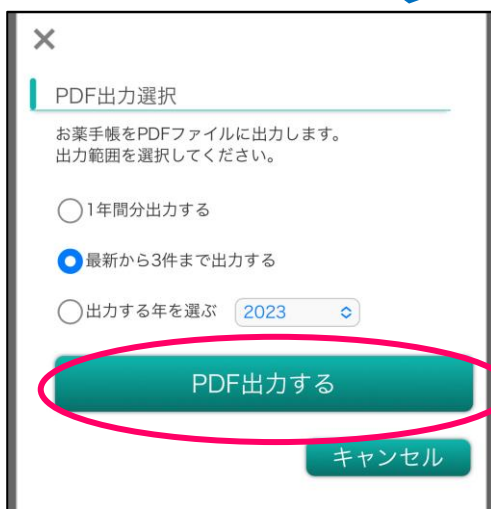 ×
PDF出力選択
お薬手帳をPDFファイルに出力します。
出力範囲を選択してください。
1年間分出力する
最新から3件まで出力する
出力する年を選ぶ 2023
PDF出力する
キャンセル